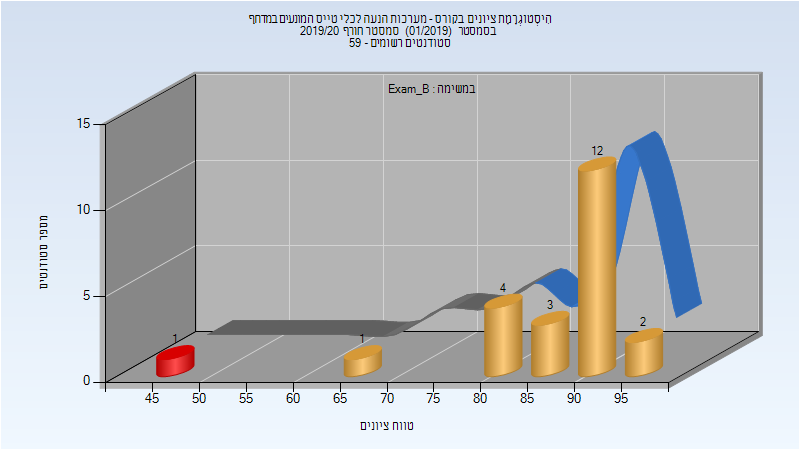 היסטוגרמת ציונים בקורס - מערכות הנעה לכלי טייס המונעים במדחף
בסמסטר (01/2019) סמסטר חורף 2019/20
סטודנטים רשומים - 59
במשימה : Exam_B
15
10
5
0
מספר סטודנטים
1
1
4
3
12
2
45 50 55 60 65 70 75 80 85 90 95
טווח ציונים